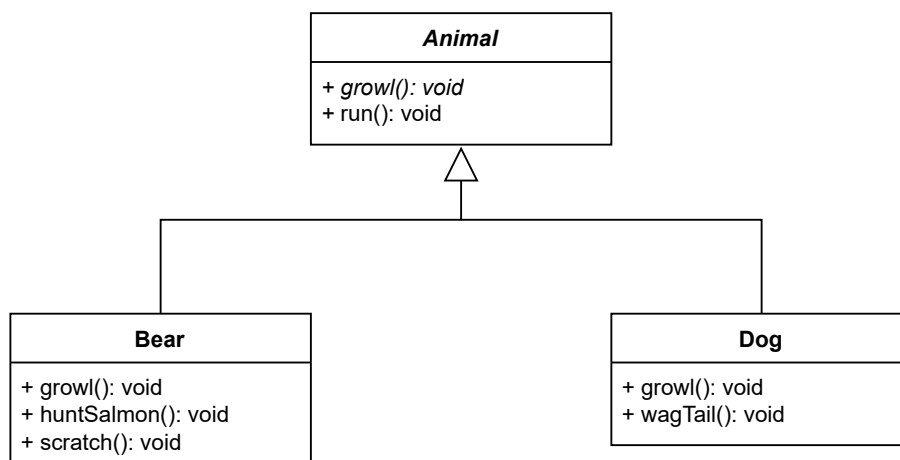 Animal
+ growl(): void
+ run(): void
Bear
+ growl(): void
+ huntSalmon(): void
+ scratch(): void
Dog
+ growl(): void
+ wagTail(): void